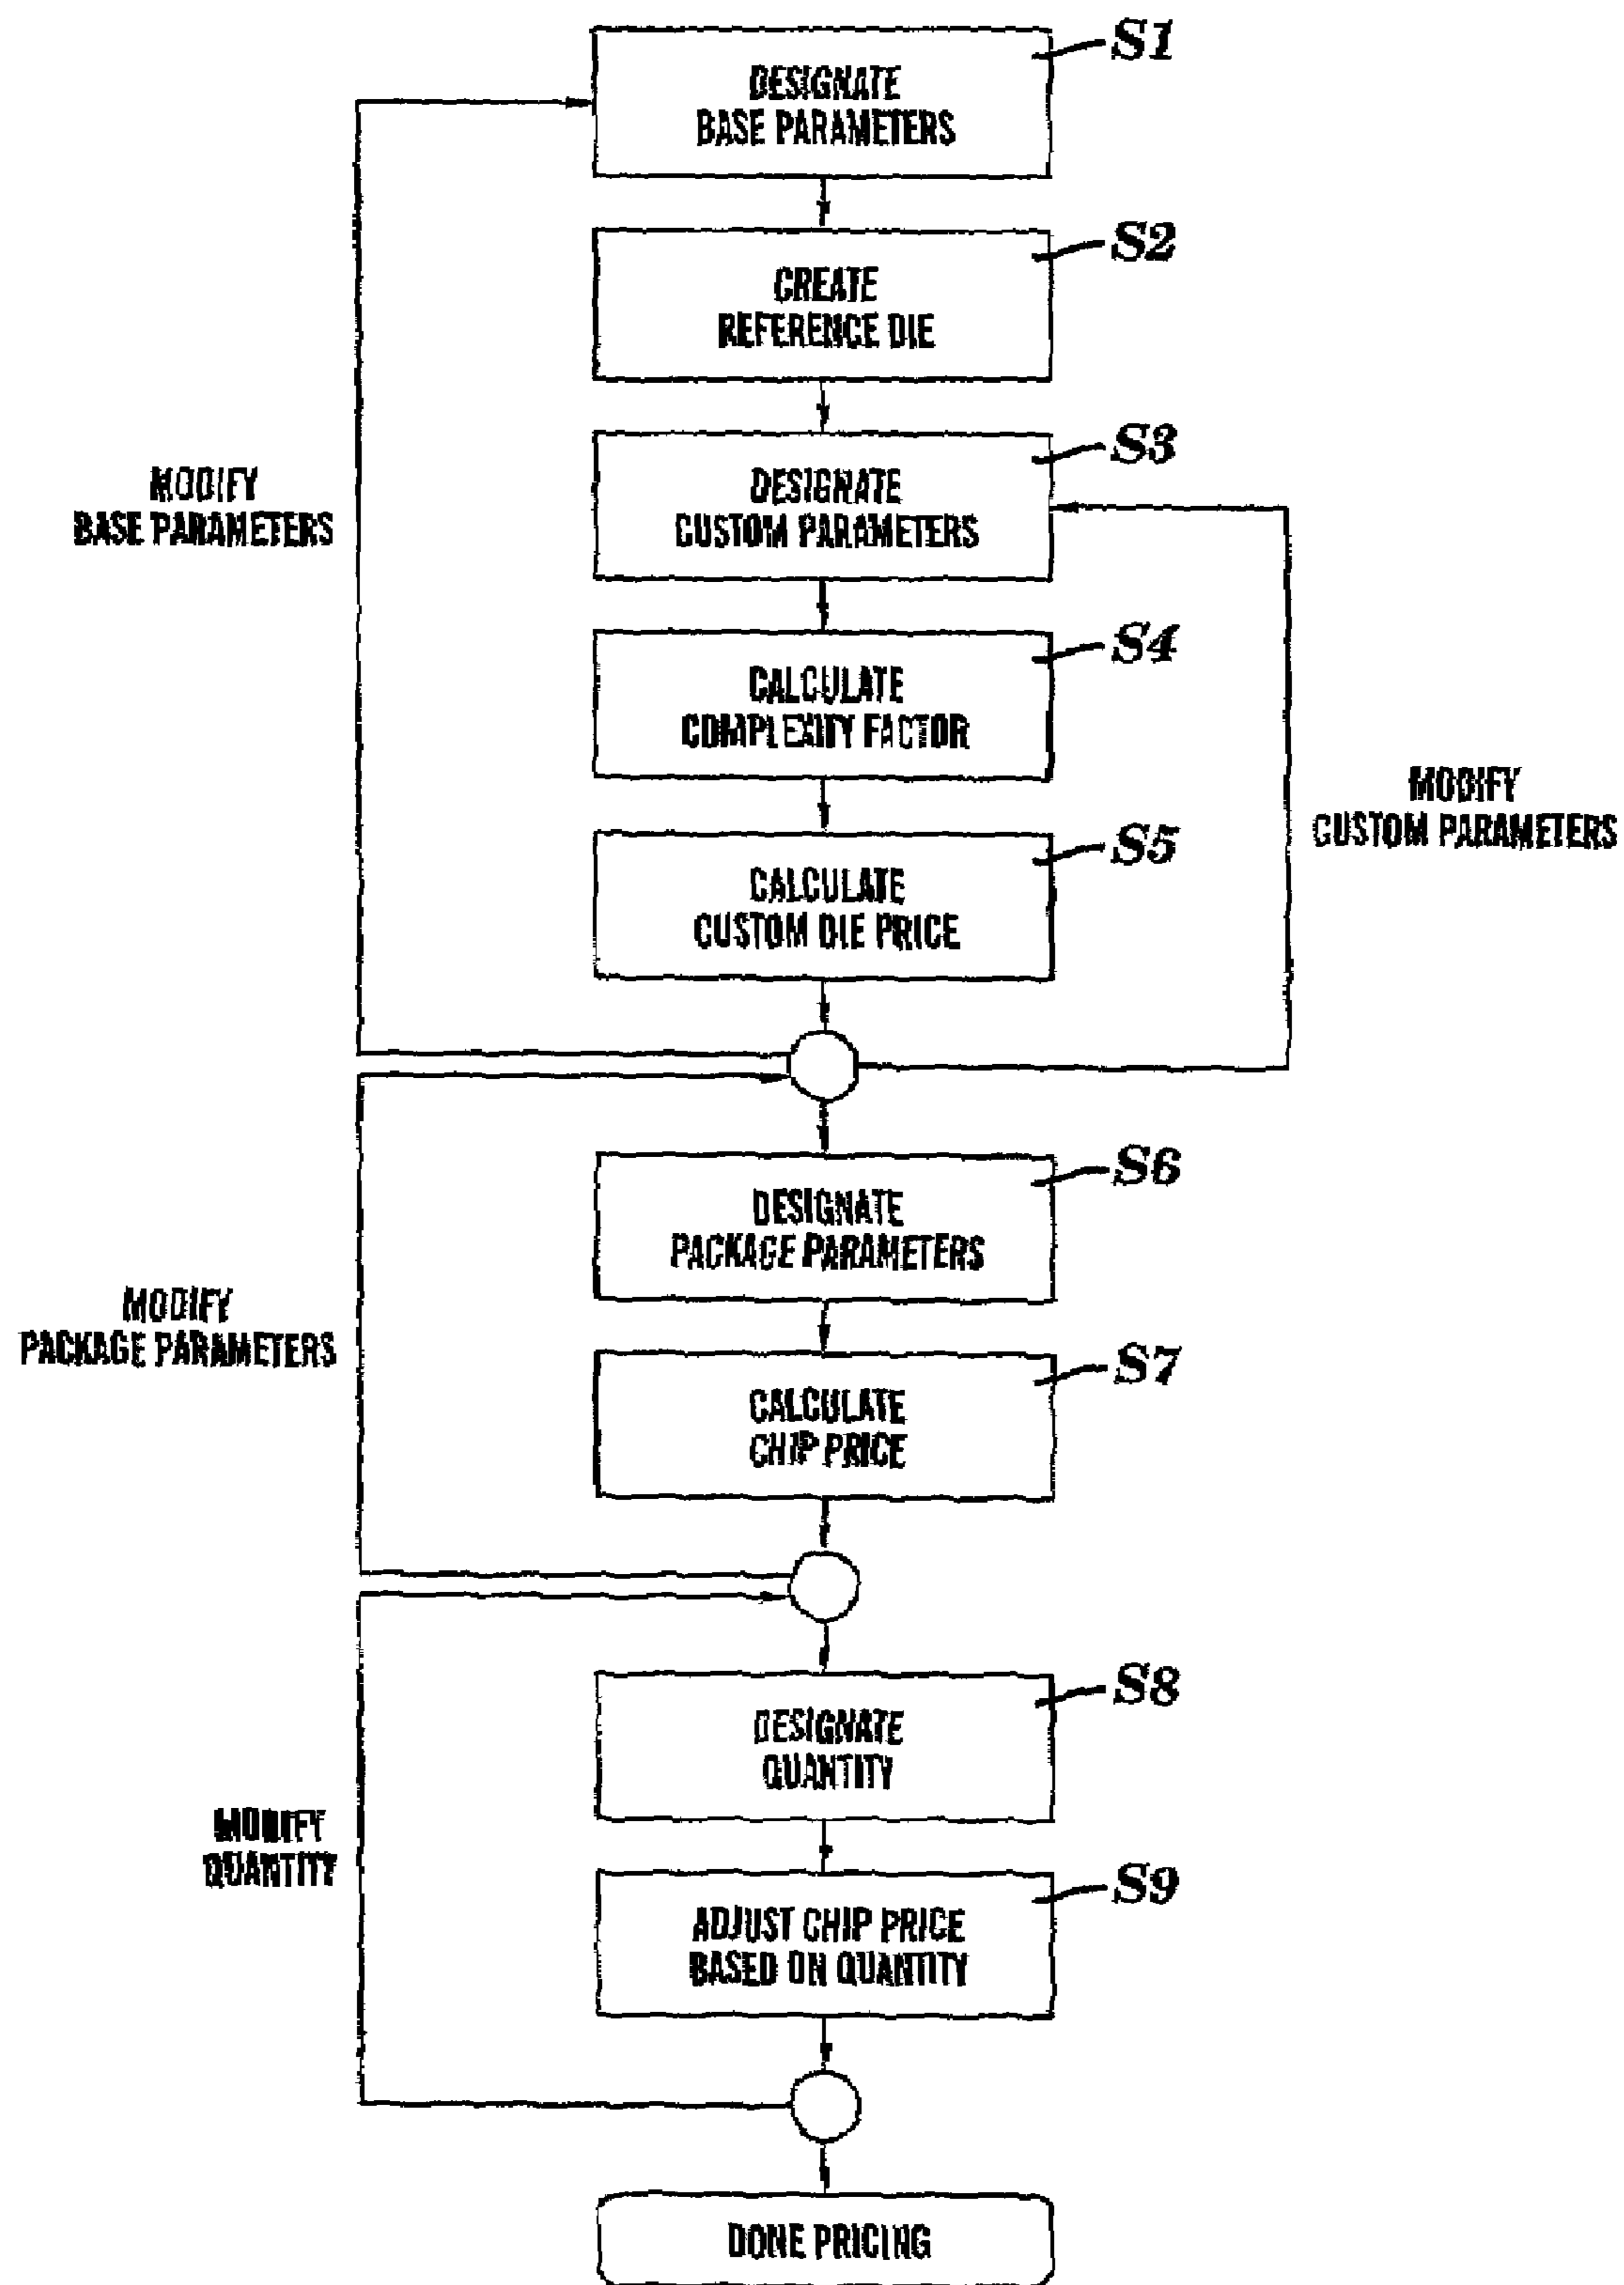 S1
DESIGNATE
BASE PARAMETERS
S2
CREATE
REFERENCE DIE
S3
DESIGNATE
CUSTOM PARAMETERS
MODIFY
BASE PARAMETERS
S4
CALCULATE
COMPLEXITY FACTOR
MODIFY
CUSTOM PARAMETERS
S5
CALCULATE
CUSTOM DIE PRICE
S6
DESIGNATE
PACKAGE PARAMETERS
MODIFY
PACKAGE PARAMETERS
S7
CALCULATE
CHIP PRICE
S8
DESIGNATE
QUANTITY
MODIFY
QUANTITY
S9
ADJUST CHIP PRICE
BASED ON QUANTITY
DONE PRICING